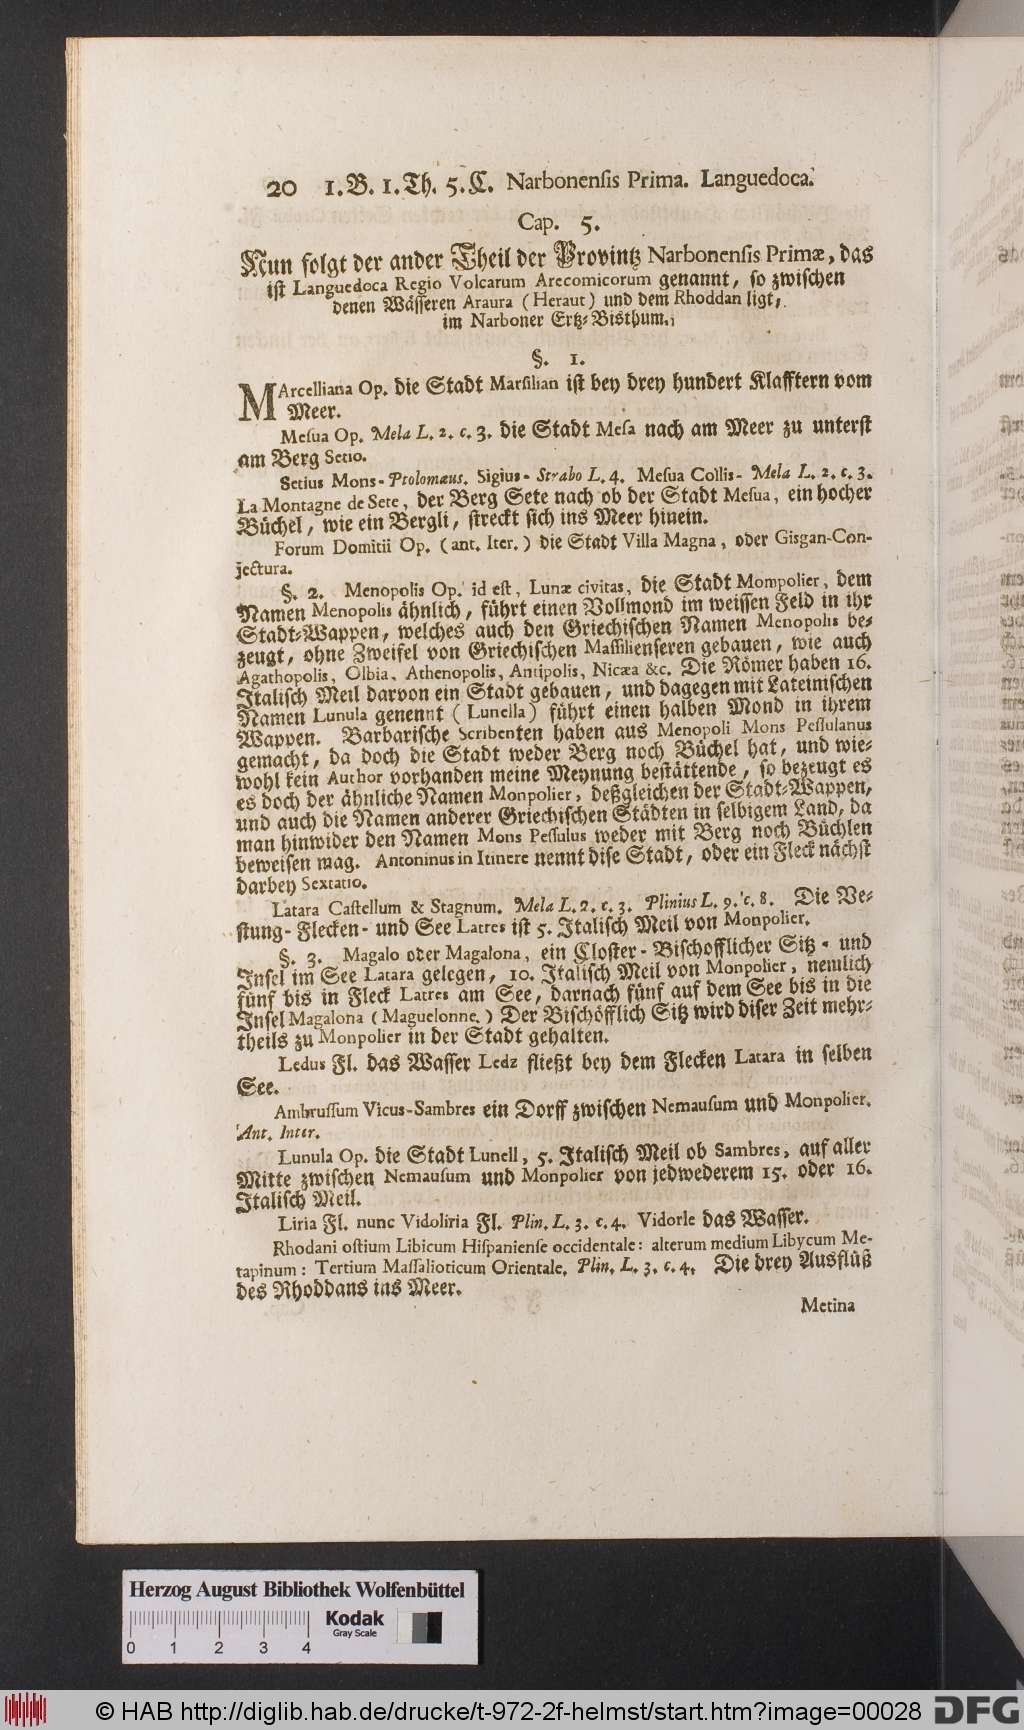 20 1. B. 1. Th. 5. C. Narbonensis Prima. Languedoca.
Cap. 5.
Nun folgt der ander Theil der Provintz Narbonensis Primæ, das
ist Languedoca Regio Volcarum Arecomicorum genannt, so zwischen
denen Wässeren Araura (Heraut) und dem Rhoddan ligt,
im Narboner Ertz-Bisthum.
§. 1.
MArcelliana Op. die Stadt Marsilian ist bey drey hundert Klafftern vom
Meer.
Mesua Op. Mela L. 2. c. 3. die Stadt Mesa nach am Meer zu unterst
am Berg Setio.
Setius Mons - Ptolomæus. Sigius - Strabo L. 4. Mesua Collis - Mela L. 2. c. 3.
La Montagne de Sete, der Berg Sete nach ob der Stadt Mesua, ein hocher
Büchel, wie ein Bergli, streckt sich ins Meer hinein.
Forum Domitii Op. (ant. Iter.) die Stadt Villa Magna, oder Gisgan-Con-
jectura.
§. 2. Menopolis Op. id est, Lunæ civitas, die Stadt Mompolier, dem
Namen Menopolis ähnlich, führt einen Vollmond im weissen Feld in ihr
Stadt-Wappen, welches auch den Griechischen Namen Menopolis be-
zeugt, ohne Zweifel von Griechischen Massilienseren gebauen, wie auch
Agathopolis, Olbia, Athenopolis, Antipolis, Nicæa &c. Die Römer haben 16.
Italisch Meil darvon ein Stadt gebauen, und dagegen mit Lateinischen
Namen Lunula genennt (Lunella) führt einen halben Mond in ihrem
Wappen. Barbarische Scribenten haben aus Menopoli Mons Pessulanus
gemacht, da doch die Stadt weder Berg noch Büchel hat, und wie-
wohl kein Author vorhanden meine Meynung bestättende, so bezeugt es
es doch der ähnliche Namen Monpolier, deßgleichen der Stadt-Wappen,
und auch die Namen anderer Griechischen Städten in selbigem Land, da
man hinwider den Namen Mons Pessulus weder mit Berg noch Büchlen
beweisen mag. Antoninus in Itinere nennt dise Stadt, oder ein Fleck nächst
darbey Sextatio.
Latara Castellum & Stagnum. Mela L. 2. c. 3. Plinius L. 9. c. 8. Die Ve-
stung- Flecken- und See Latres ist 5. Italisch Meil von Monpolier.
§. 3. Magalo oder Magalona, ein Closter- Bischofflicher Sitz - und
Insel im See Latara gelegen, 10. Italisch Meil von Monpolier, nemlich
fünf bis in Fleck Latres am See, darnach fünf auf dem See bis in die
Insel Magalona (Maguelonne.) Der Bischöfflich Sitz wird diser Zeit mehr-
theils zu Monpolier in der Stadt gehalten.
Ledus Fl. das Wasser Ledz fließt bey dem Flecken Latara in selben
See.
Ambrussum Vicus-Sambres ein Dorff zwischen Nemausum und Monpolier.
Ant. Inter.
Lunula Op. die Stadt Lunell, 5. Italisch Meil ob Sambres, auf aller
Mitte zwischen Nemausum und Monpolier von jedwederem 15. oder 16.
Italisch Meil.
Liria Fl. nunc Vidoliria Fl. Plin. L. 3. c. 4. Vidorle das Wasser.
Rhodani ostium Libicum Hispaniense occidentale: alterum medium Libycum Me-
tapinum: Tertium Massalioticum Orientale. Plin. L. 3. c. 4. Die drey Ausflüß
des Rhoddans ins Meer.
Metina
Herzog August Bibliothek Wolfenbüttel
Kodak
Gray Scale
0 1 2 3 4
© HAB http://diglib.hab.de/drucke/t-972-2f-helmst/start.htm?image=00028
DFG